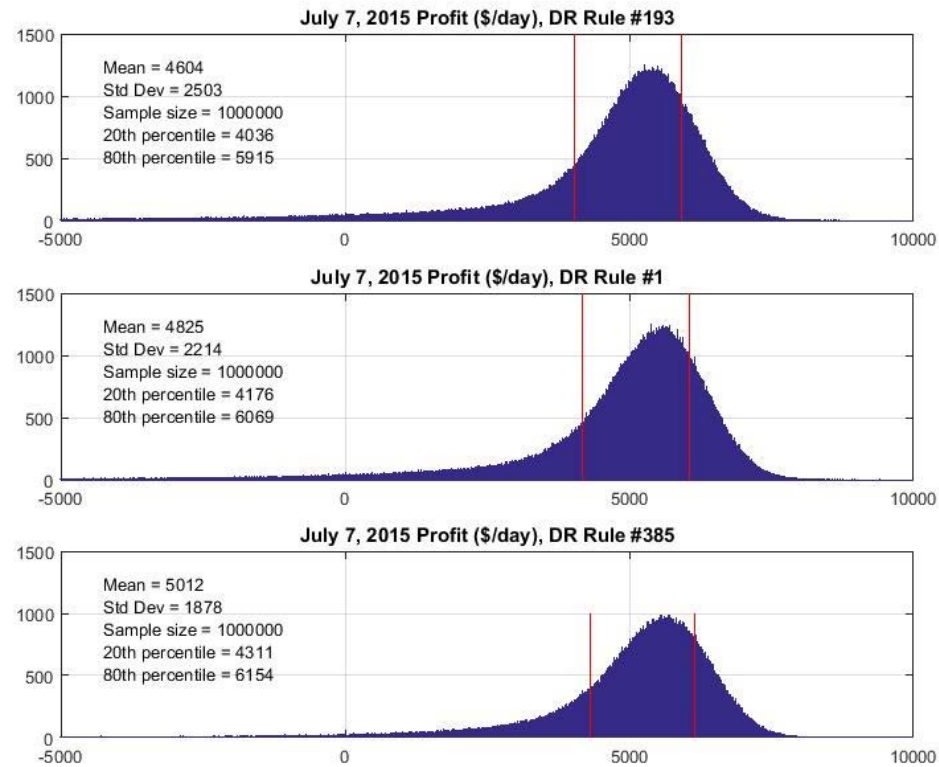 July 7, 2015 Profit ($/day), DR Rule #193
1500
1000
500
0
Mean = 4604
Std Dev = 2503
Sample size = 1000000
20th percentile = 4036
80th percentile = 5915
-5000 0 5000 10000
July 7, 2015 Profit ($/day), DR Rule #1
1500
1000
500
0
Mean = 4825
Std Dev = 2214
Sample size = 1000000
20th percentile = 4176
80th percentile = 6069
-5000 0 5000 10000
July 7, 2015 Profit ($/day), DR Rule #385
1500
1000
500
0
Mean = 5012
Std Dev = 1878
Sample size = 1000000
20th percentile = 4311
80th percentile = 6154
-5000 0 5000 10000